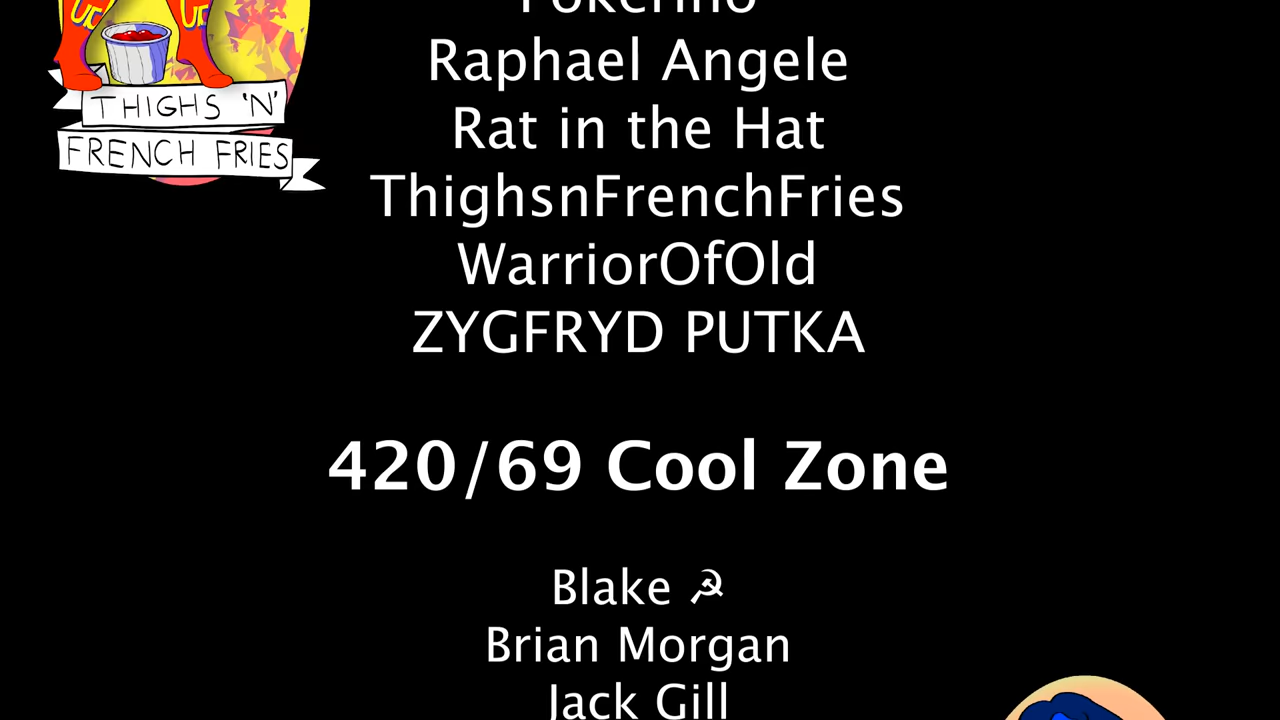 Pokerino
Raphael Angele
Rat in the Hat
ThighsnFrenchFries
WarriorOfOld
ZYGFRYD PUTKA
420/69 Cool Zone
Blake ☭
Brian Morgan
Jack Gill
THIGHS 'N'
FRENCH FRIES